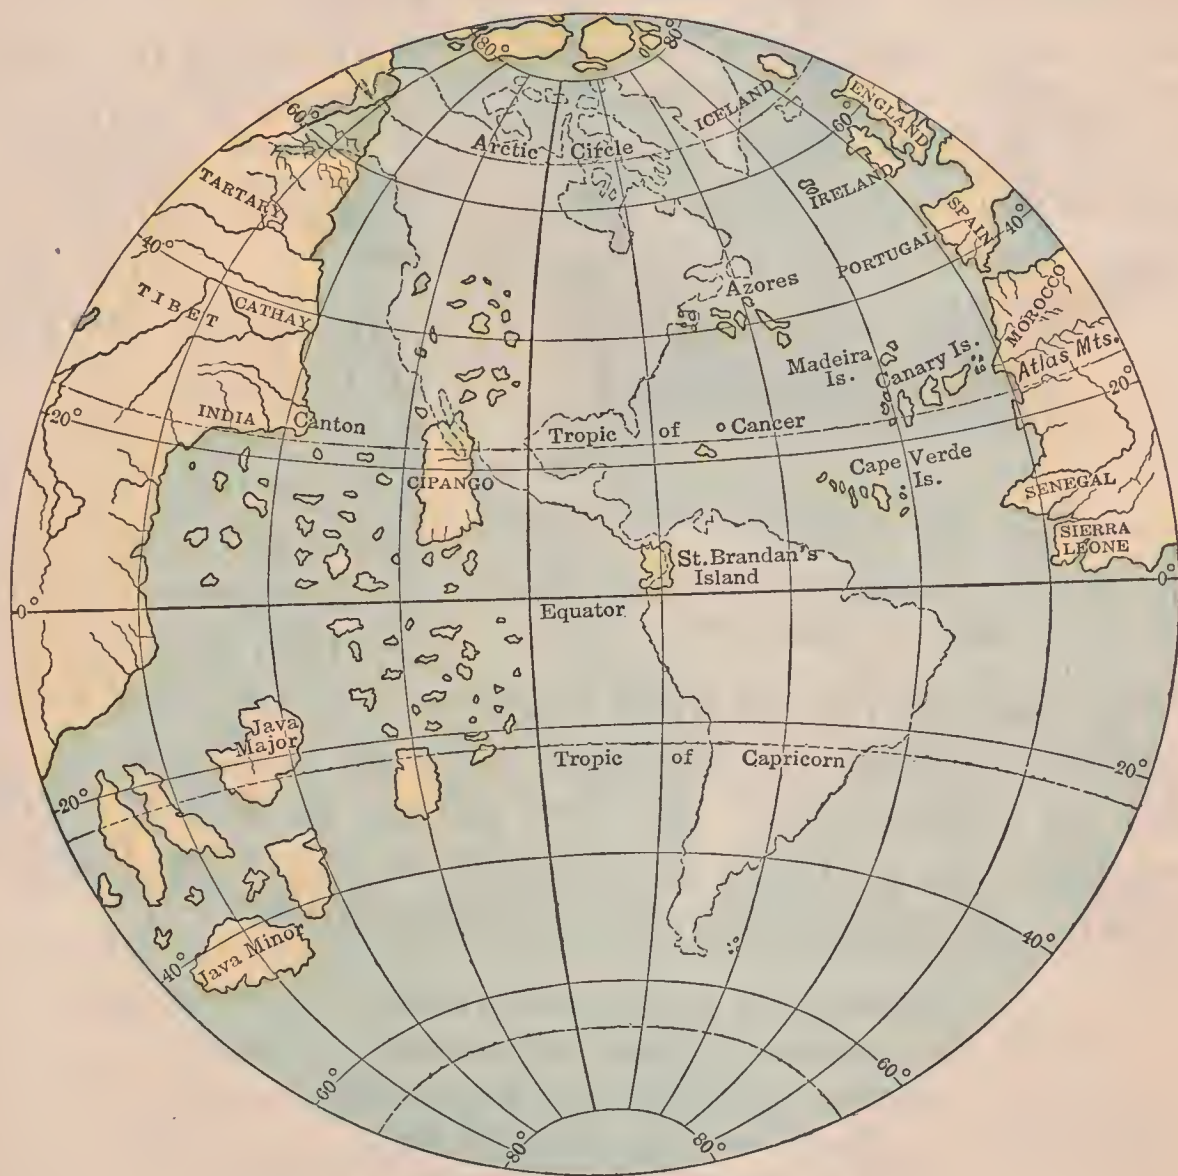 80°
80°
ENGLAND
60°
ICELAND
60°
Arctic Circle
IRELAND
TARTARY
SPAIN
40°
40°
PORTUGAL
TIBET
CATHAY
Azores
MOROCCO
Madeira
Is.
Canary Is.
Atlas Mts.
20°
20°
INDIA
Canton
Tropic of Cancer
CIPANGO
Cape Verde
Is.
SENEGAL
SIERRA
LEONE
St. Brandan's
Island
0°
0°
Equator
Java
Major
Tropic of Capricorn
20°
20°
Java Minor
40°
40°
60°
60°
80°
80°